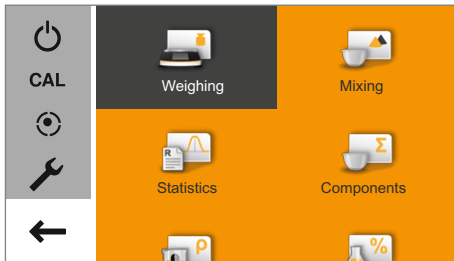 CAL
Weighing
Mixing
R
Σ
Statistics
Components
ρ
%